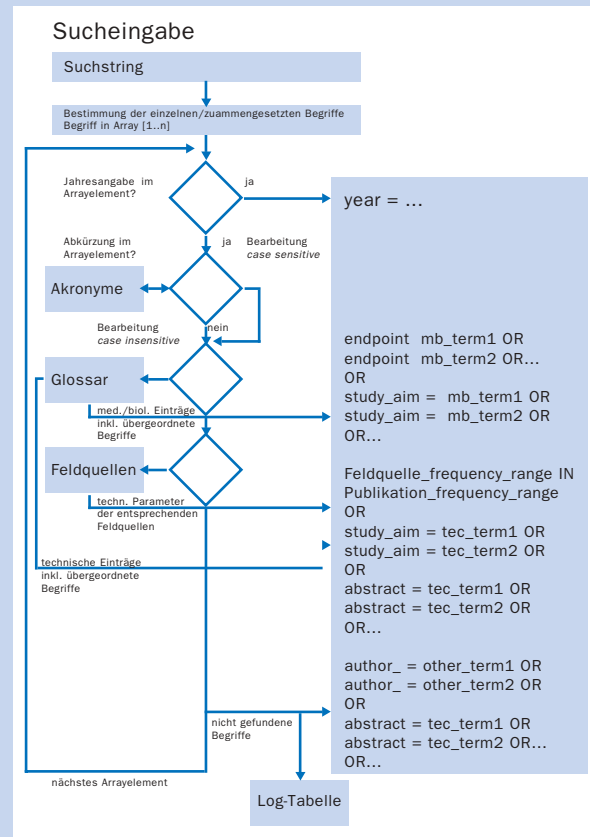 Sucheingabe
Suchstring
Bestimmung der einzelnen/zuammengesetzten Begriffe
Begriff in Array [1..n]
Jahresangabe im
Arrayelement?
ja
year = ...
Abkürzung im
Arrayelement?
ja
Bearbeitung
case sensitive
Akronyme
Bearbeitung
case insensitive
nein
Glossar
endpoint mb_term1 OR
endpoint mb_term2 OR...
OR
study_aim = mb_term1 OR
study_aim = mb_term2 OR
OR...
med./biol. Einträge
inkl. übergeordnete
Begriffe
Feldquellen
Feldquelle_frequency_range IN
Publikation_frequency_range
OR
study_aim = tec_term1 OR
study_aim = tec_term2 OR
OR
abstract = tec_term1 OR
abstract = tec_term2 OR
OR...
techn. Parameter
der entsprechenden
Feldquellen
technische Einträge
inkl. übergeordnete
Begriffe
author_ = other_term1 OR
author_ = other_term2 OR
OR
abstract = tec_term1 OR
abstract = tec_term2 OR...
OR...
nicht gefundene
Begriffe
nächstes Arrayelement
Log-Tabelle